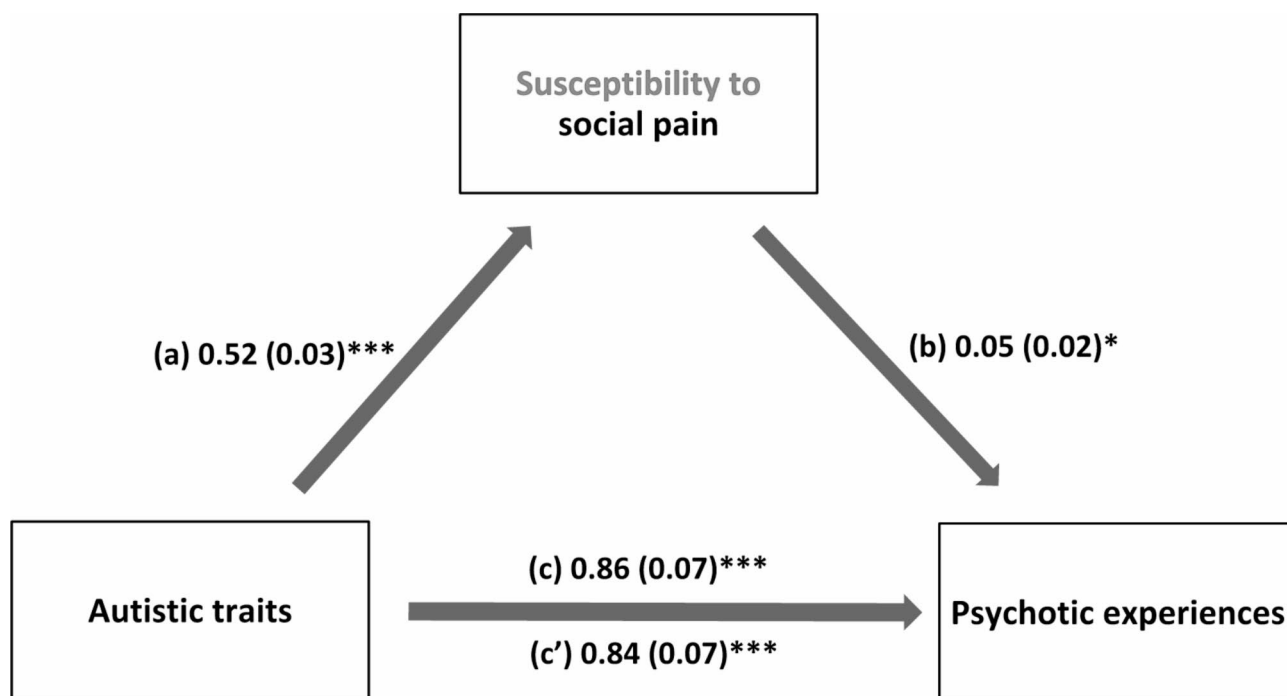 Susceptibility to
social pain
(a) 0.52 (0.03)***
(b) 0.05 (0.02)*
Autistic traits
(c) 0.86 (0.07)***
(c’) 0.84 (0.07)***
Psychotic experiences